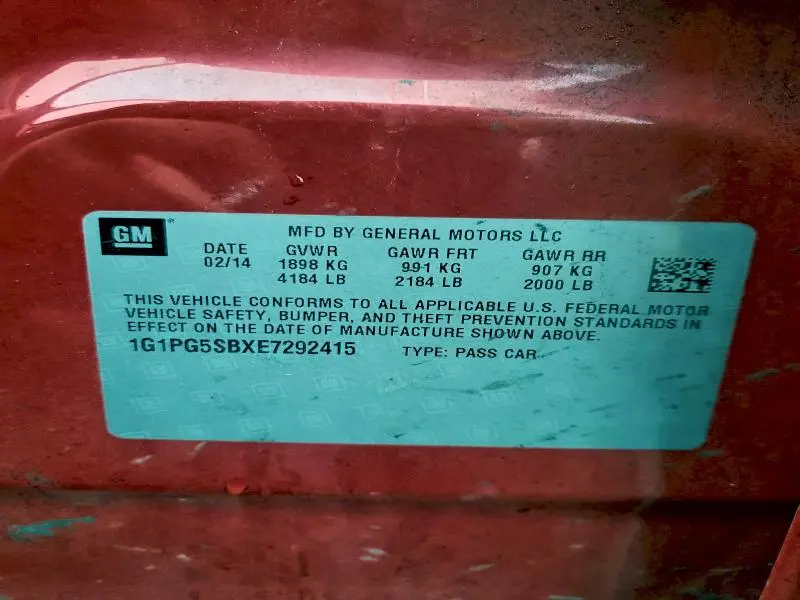 GM ®
MFD BY GENERAL MOTORS LLC
DATE GVWR GAWR FRT GAWR RR
02/14 1898 KG 991 KG 907 KG
4184 LB 2184 LB 2000 LB
THIS VEHICLE CONFORMS TO ALL APPLICABLE U.S. FEDERAL MOTOR
VEHICLE SAFETY, BUMPER, AND THEFT PREVENTION STANDARDS IN
EFFECT ON THE DATE OF MANUFACTURE SHOWN ABOVE.
1G1PG5SBXE7292415 TYPE: PASS CAR